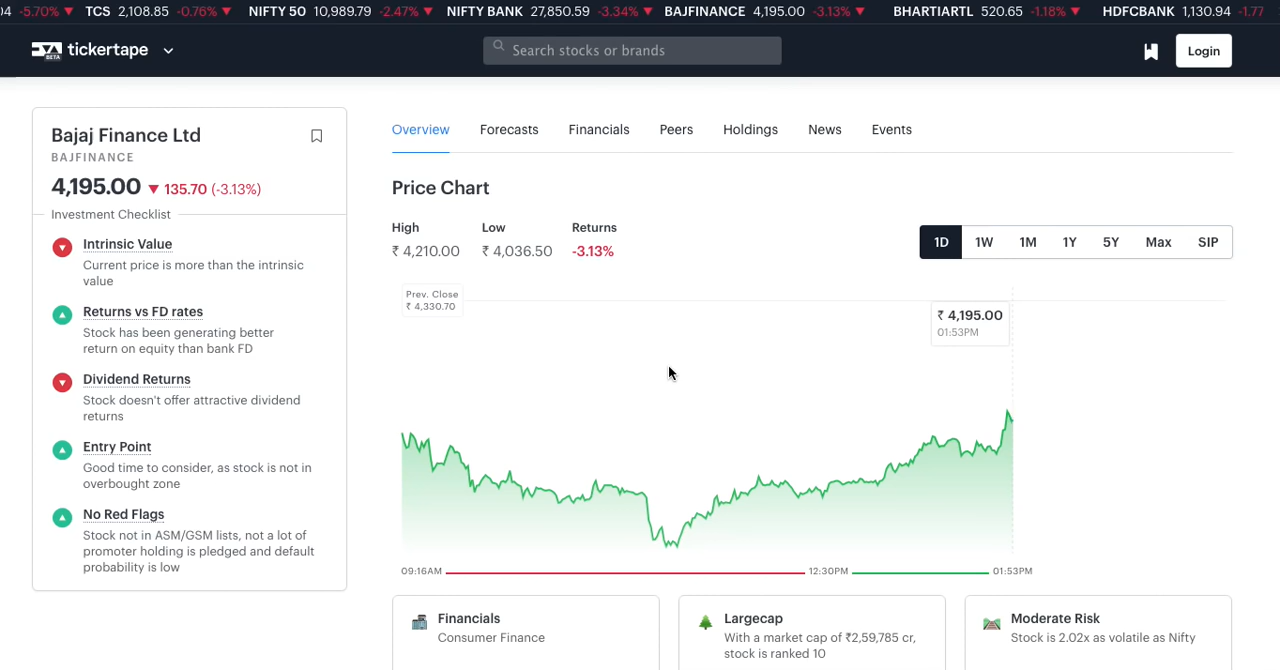 04 -5.70% ▼ TCS 2,108.85 -0.76% ▼ NIFTY 50 10,989.79 -2.47% ▼ NIFTY BANK 27,850.59 -3.34% ▼ BAJFINANCE 4,195.00 -3.13% ▼ BHARTIARTL 520.65 -1.18% ▼ HDFCBANK 1,130.94 -1.77
BETA tickertape
Search stocks or brands
Login
Bajaj Finance Ltd
BAJFINANCE
4,195.00 ▼ 135.70 (-3.13%)
Investment Checklist
Intrinsic Value
Current price is more than the intrinsic
value
Returns vs FD rates
Stock has been generating better
return on equity than bank FD
Dividend Returns
Stock doesn't offer attractive dividend
returns
Entry Point
Good time to consider, as stock is not in
overbought zone
No Red Flags
Stock not in ASM/GSM lists, not a lot of
promoter holding is pledged and default
probability is low
Overview Forecasts Financials Peers Holdings News Events
Price Chart
High Low Returns
₹ 4,210.00 ₹ 4,036.50 -3.13%
1D 1W 1M 1Y 5Y Max SIP
Prev. Close
₹ 4,330.70
₹ 4,195.00
01:53PM
09:16AM 12:30PM 01:53PM
Financials
Consumer Finance
Largecap
With a market cap of ₹2,59,785 cr,
stock is ranked 10
Moderate Risk
Stock is 2.02x as volatile as Nifty